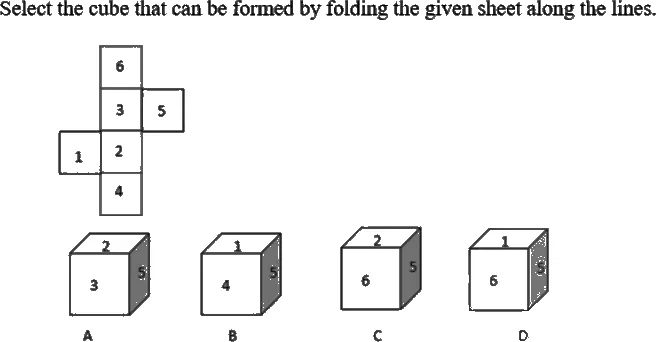 Select the cube that can be formed by folding the given sheet along the lines.
6
3 5
1 2
4
2 1 2 1
3 5 4 5 6 5 6 5
A B C D